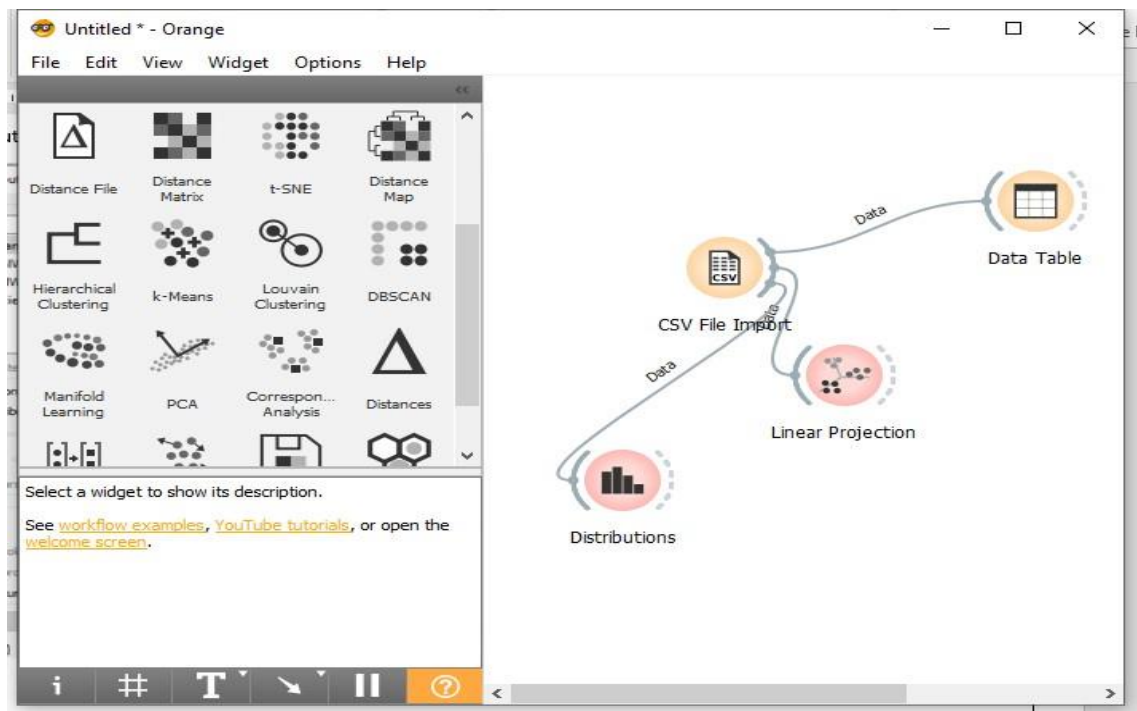 Untitled * - Orange
File Edit View Widget Options Help
Distance File
Distance Matrix
t-SNE
Distance Map
Hierarchical Clustering
k-Means
Louvain Clustering
DBSCAN
Manifold Learning
PCA
Correspon... Analysis
Distances
Select a widget to show its description.
See workflow examples, YouTube tutorials, or open the
welcome screen.
Data
Data Table
CSV
CSV File Import
Data
Data
Linear Projection
Distributions